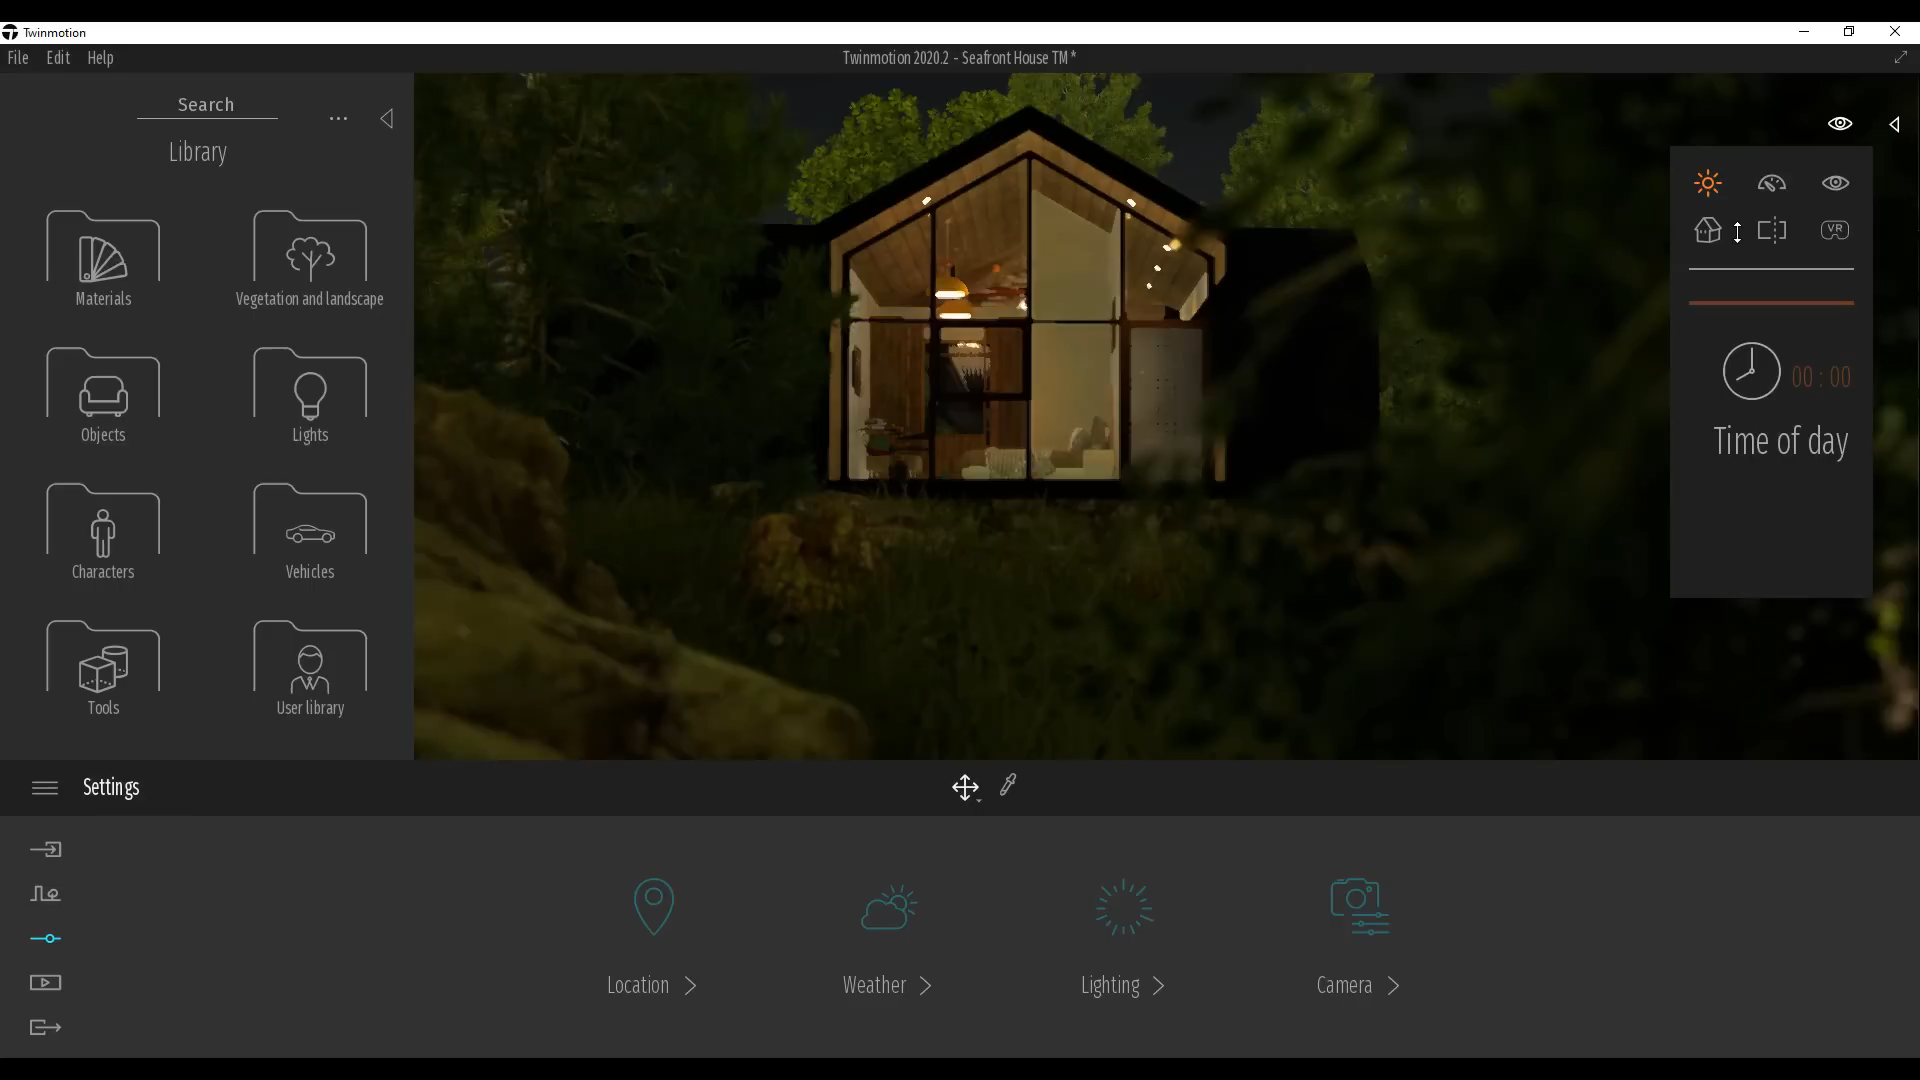 Twinmotion
File Edit Help
Twinmotion 2020.2 - Seafront House TM *
Search
...
Library
Materials
Vegetation and landscape
Objects
Lights
Characters
Vehicles
Tools
User library
VR
00 : 00
Time of day
Settings
Location
Weather
Lighting
Camera